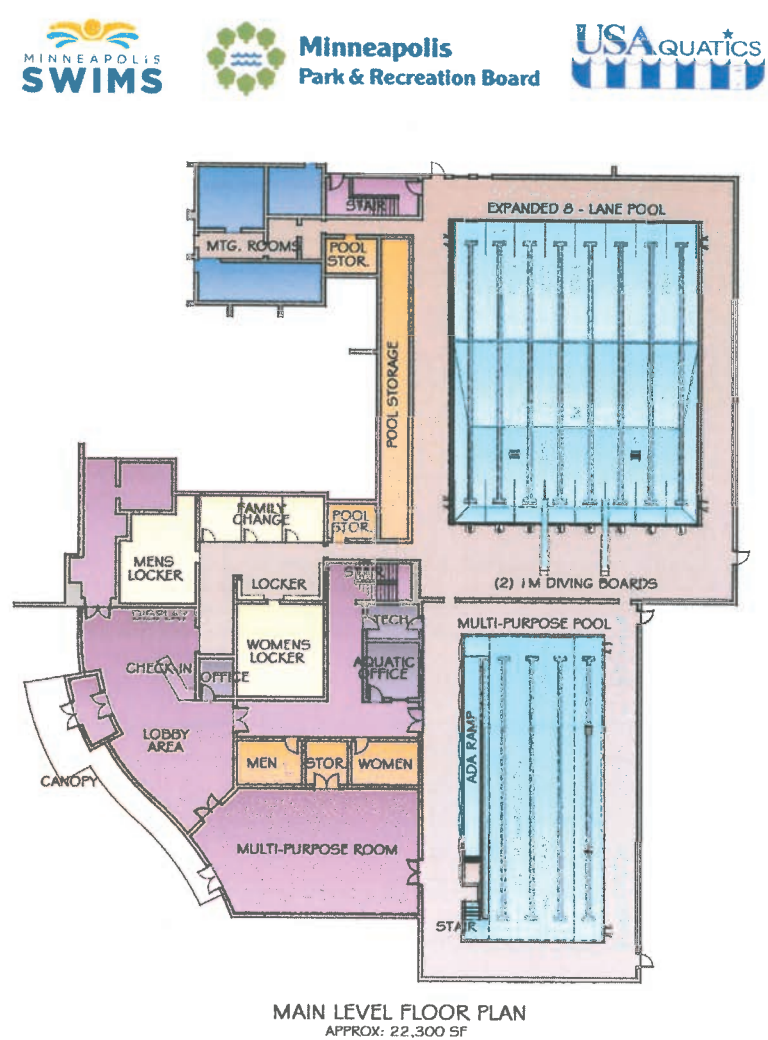 MINNEAPOLIS
SWIMS
Minneapolis
Park & Recreation Board
USAQUATICS
STAIR
EXPANDED 8 - LANE POOL
MTG. ROOMS
POOL
STOR.
POOL STORAGE
FAMILY
CHANGE
POOL
STOR.
MENS
LOCKER
LOCKER
STAIR
(2) 1M DIVING BOARDS
DISPLAY
TECH
MULTI-PURPOSE POOL
WOMENS
LOCKER
CHECK IN
OFFICE
AQUATIC
OFFICE
LOBBY
AREA
ADA RAMP
CANOPY
MEN
STOR.
WOMEN
MULTI-PURPOSE ROOM
STAIR
MAIN LEVEL FLOOR PLAN
APPROX: 22,300 SF